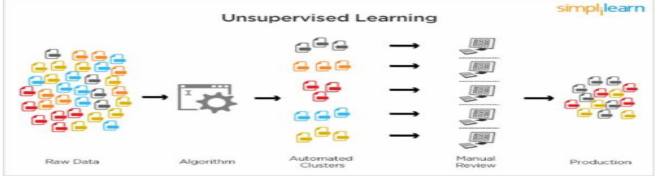 simplilearn
Unsupervised Learning
Raw Data
Algorithm
Automated
Clusters
Manual
Review
Production